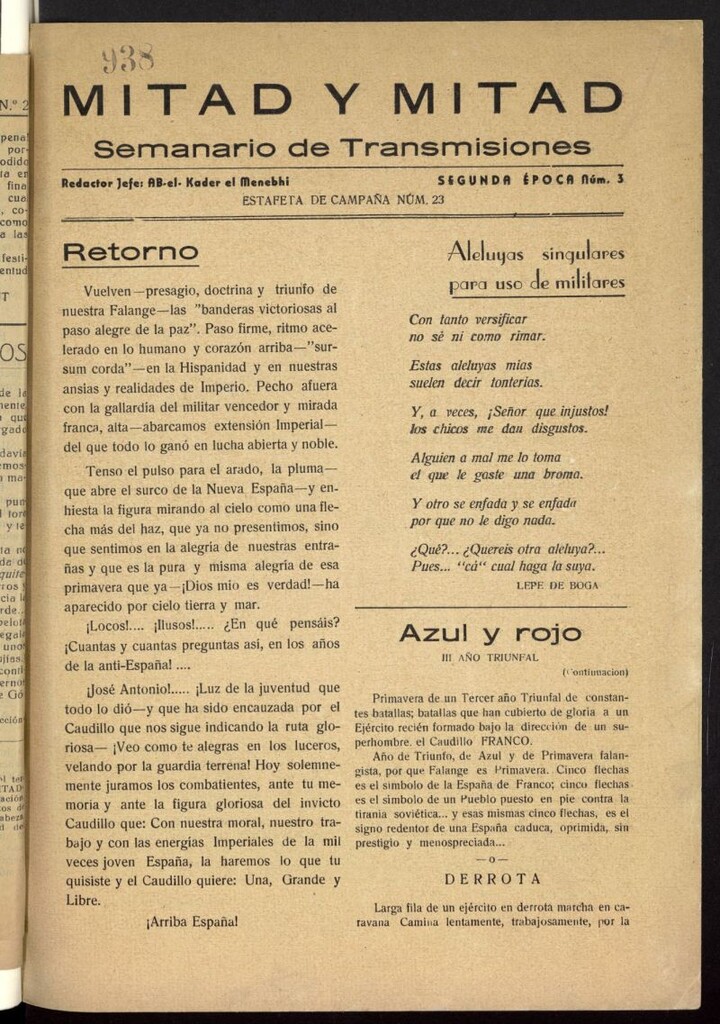 938
MITAD Y MITAD
Semanario de Transmisiones
Redactor Jefe: AB-el- Kader el Menebhi
SEGUNDA ÉPOCA Núm. 3
ESTAFETA DE CAMPAÑA NÚM. 23
Retorno
Vuelven—presagio, doctrina y triunfo de
nuestra Falange—las "banderas victoriosas al
paso alegre de la paz". Paso firme, ritmo ace-
lerado en lo humano y corazón arriba—"sur-
sum corda"—en la Hispanidad y en nuestras
ansias y realidades de Imperio. Pecho afuera
con la gallardía del militar vencedor y mirada
franca, alta—abarcamos extensión Imperial—
del que todo lo ganó en lucha abierta y noble.
Tenso el pulso para el arado, la pluma—
que abre el surco de la Nueva España—y en-
hiesta la figura mirando al cielo como una fle-
cha más del haz, que ya no presentimos, sino
que sentimos en la alegria de nuestras entra-
ñas y que es la pura y misma alegria de esa
primavera que ya—¡Dios mio es verdad!—ha
aparecido por cielo tierra y mar.
¡Locos!.... ¡Ilusos!..... ¿En qué pensáis?
¡Cuantas y cuantas preguntas asi, en los años
de la anti-España! ....
¡José Antonio!..... ¡Luz de la juventud que
todo lo dió—y que ha sido encauzada por el
Caudillo que nos sigue indicando la ruta glo-
riosa— ¡Veo como te alegras en los luceros,
velando por la guardia terrena! Hoy solemne-
mente juramos los combatientes, ante tu me-
moria y ante la figura gloriosa del invicto
Caudillo que: Con nuestra moral, nuestro tra-
bajo y con las energías Imperiales de la mil
veces joven España, la haremos lo que tu
quisiste y el Caudillo quiere: Una, Grande y
Libre.
¡Arriba España!
Aleluyas singulares
para uso de militares
Con tanto versificar
no sé ni como rimar.
Estas aleluyas mias
suelen decir tonterias.
Y, a veces, ¡Señor que injustos!
los chicos me dan disgustos.
Alguien a mal me lo toma
el que le gaste una broma.
Y otro se enfada y se enfada
por que no le digo nada.
¿Qué?... ¿Quereis otra aleluya?...
Pues... "cá" cual haga la suya.
LEPE DE BOGA
Azul y rojo
III AÑO TRIUNFAL
(Continuacion)
Primavera de un Tercer año Triunfal de constan-
tes batallas; batallas que han cubierto de gloria a un
Ejército recién formado bajo la dirección de un su-
perhombre. el Caudillo FRANCO.
Año de Triunfo, de Azul y de Primavera falan-
gista, por que Falange es Primavera. Cinco flechas
es el símbolo de la España de Franco; cinco flechas
es el símbolo de un Pueblo puesto en pie contra la
tirania soviética... y esas mismas cinco flechas, es el
signo redentor de una España caduca, oprimida, sin
prestigio y menospreciada...
—o—
DERROTA
Larga fila de un ejército en derrota marcha en ca-
ravana Camina lentamente, trabajosamente, por la